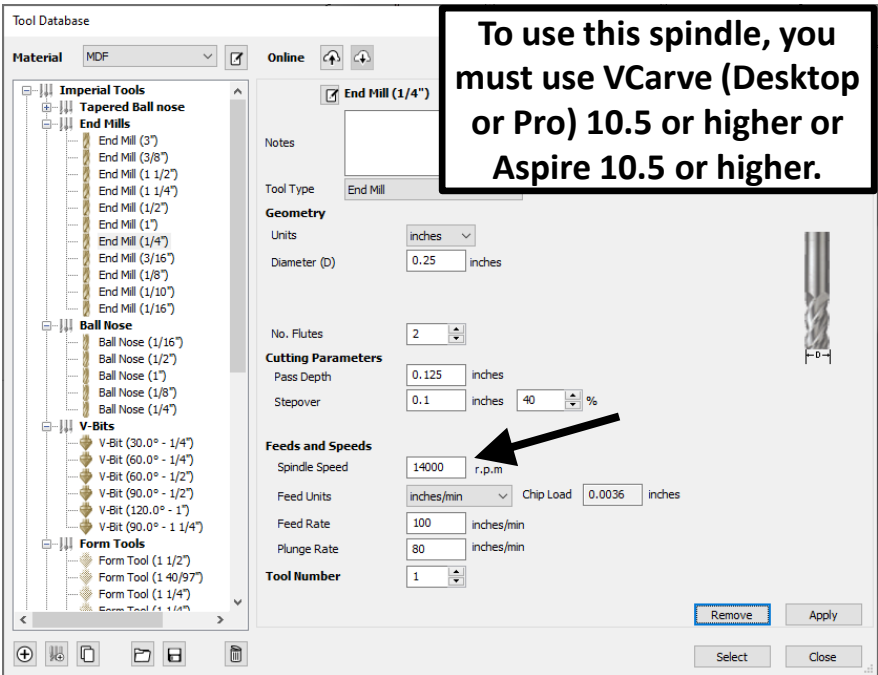 Tool Database
To use this spindle, you
must use VCarve (Desktop
or Pro) 10.5 or higher or
Aspire 10.5 or higher.
Material MDF
Online
Imperial Tools
Tapered Ball nose
End Mills
End Mill (3")
End Mill (3/8")
End Mill (1 1/2")
End Mill (1 1/4")
End Mill (1/2")
End Mill (1")
End Mill (1/4")
End Mill (3/16")
End Mill (1/8")
End Mill (1/10")
End Mill (1/16")
Ball Nose
Ball Nose (1/16")
Ball Nose (1/2")
Ball Nose (1")
Ball Nose (1/8")
Ball Nose (1/4")
V-Bits
V-Bit (30.0° - 1/4")
V-Bit (60.0° - 1/4")
V-Bit (60.0° - 1/2")
V-Bit (90.0° - 1/2")
V-Bit (120.0° - 1")
V-Bit (90.0° - 1 1/4")
Form Tools
Form Tool (1 1/2")
Form Tool (1 40/97")
Form Tool (1 1/4")
Form Tool (1 1/4")
End Mill (1/4")
Notes
Tool Type End Mill
Geometry
Units inches
Diameter (D) 0.25 inches
D
No. Flutes 2
Cutting Parameters
Pass Depth 0.125 inches
Stepover 0.1 inches 40 %
Feeds and Speeds
Spindle Speed 14000 r.p.m
Feed Units inches/min Chip Load 0.0036 inches
Feed Rate 100 inches/min
Plunge Rate 80 inches/min
Tool Number 1
Remove Apply
Select Close